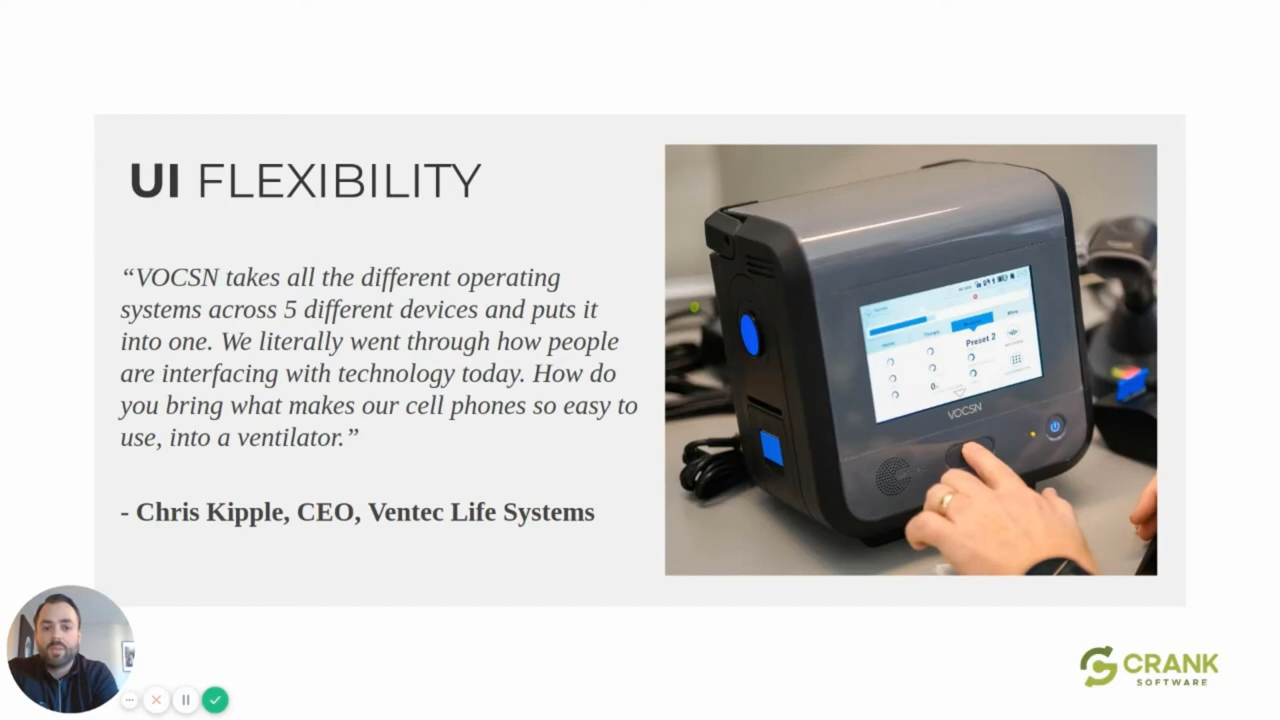 UI FLEXIBILITY
“VOCSN takes all the different operating
systems across 5 different devices and puts it
into one. We literally went through how people
are interfacing with technology today. How do
you bring what makes our cell phones so easy to
use, into a ventilator.”
- Chris Kipple, CEO, Ventec Life Systems
Preset 2
VOCSN
CRANK
SOFTWARE